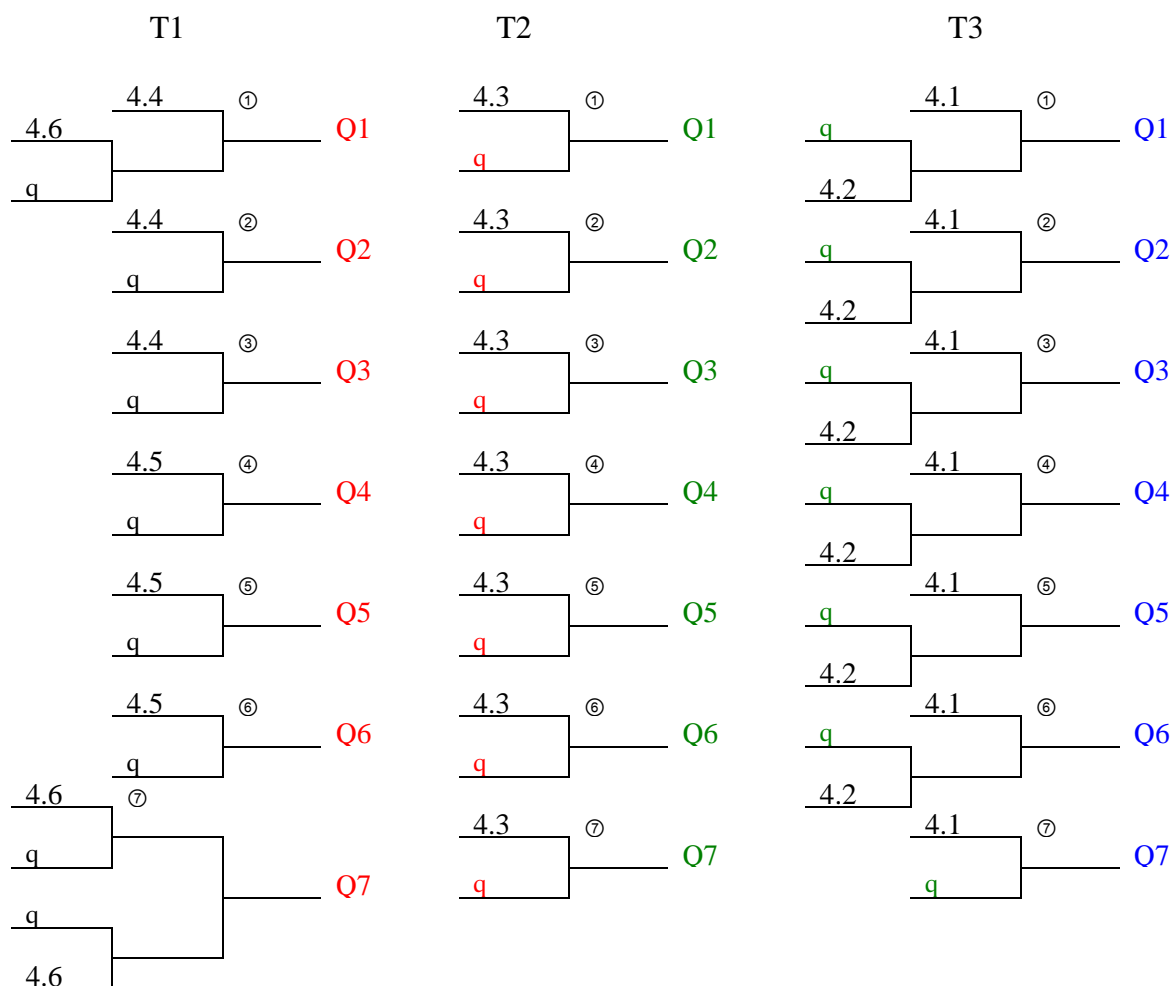 T1 T2 T3
4.4 ① 4.3 ① 4.1 ①
4.6 Q1 Q1 q Q1
q q 4.2
4.4 ② 4.3 ② 4.1 ②
Q2 Q2 q Q2
q q 4.2
4.4 ③ 4.3 ③ 4.1 ③
Q3 Q3 q Q3
q q 4.2
4.5 ④ 4.3 ④ 4.1 ④
Q4 Q4 q Q4
q q 4.2
4.5 ⑤ 4.3 ⑤ 4.1 ⑤
Q5 Q5 q Q5
q q 4.2
4.5 ⑥ 4.3 ⑥ 4.1 ⑥
Q6 Q6 q Q6
q q 4.2
4.6 ⑦ 4.3 ⑦ 4.1 ⑦
q Q7 Q7
Q7 q q
q
4.6